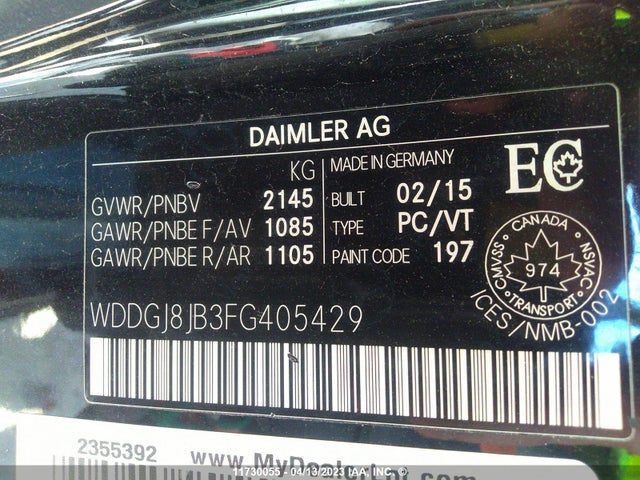 DAIMLER AG
KG
GVWR/PNBV 2145
GAWR/PNBE F/AV 1085
GAWR/PNBE R/AR 1105
MADE IN GERMANY
BUILT 02/15
TYPE PC/VT
PAINT CODE 197
EC
CANADA
CMVSS 974 NSVAC
TRANSPORT
ICES/NMB-002
WDDGJ8JB3FG405429
2355392 www.MyDe
11730055 - 04/13/2023 IAA, INC. ©